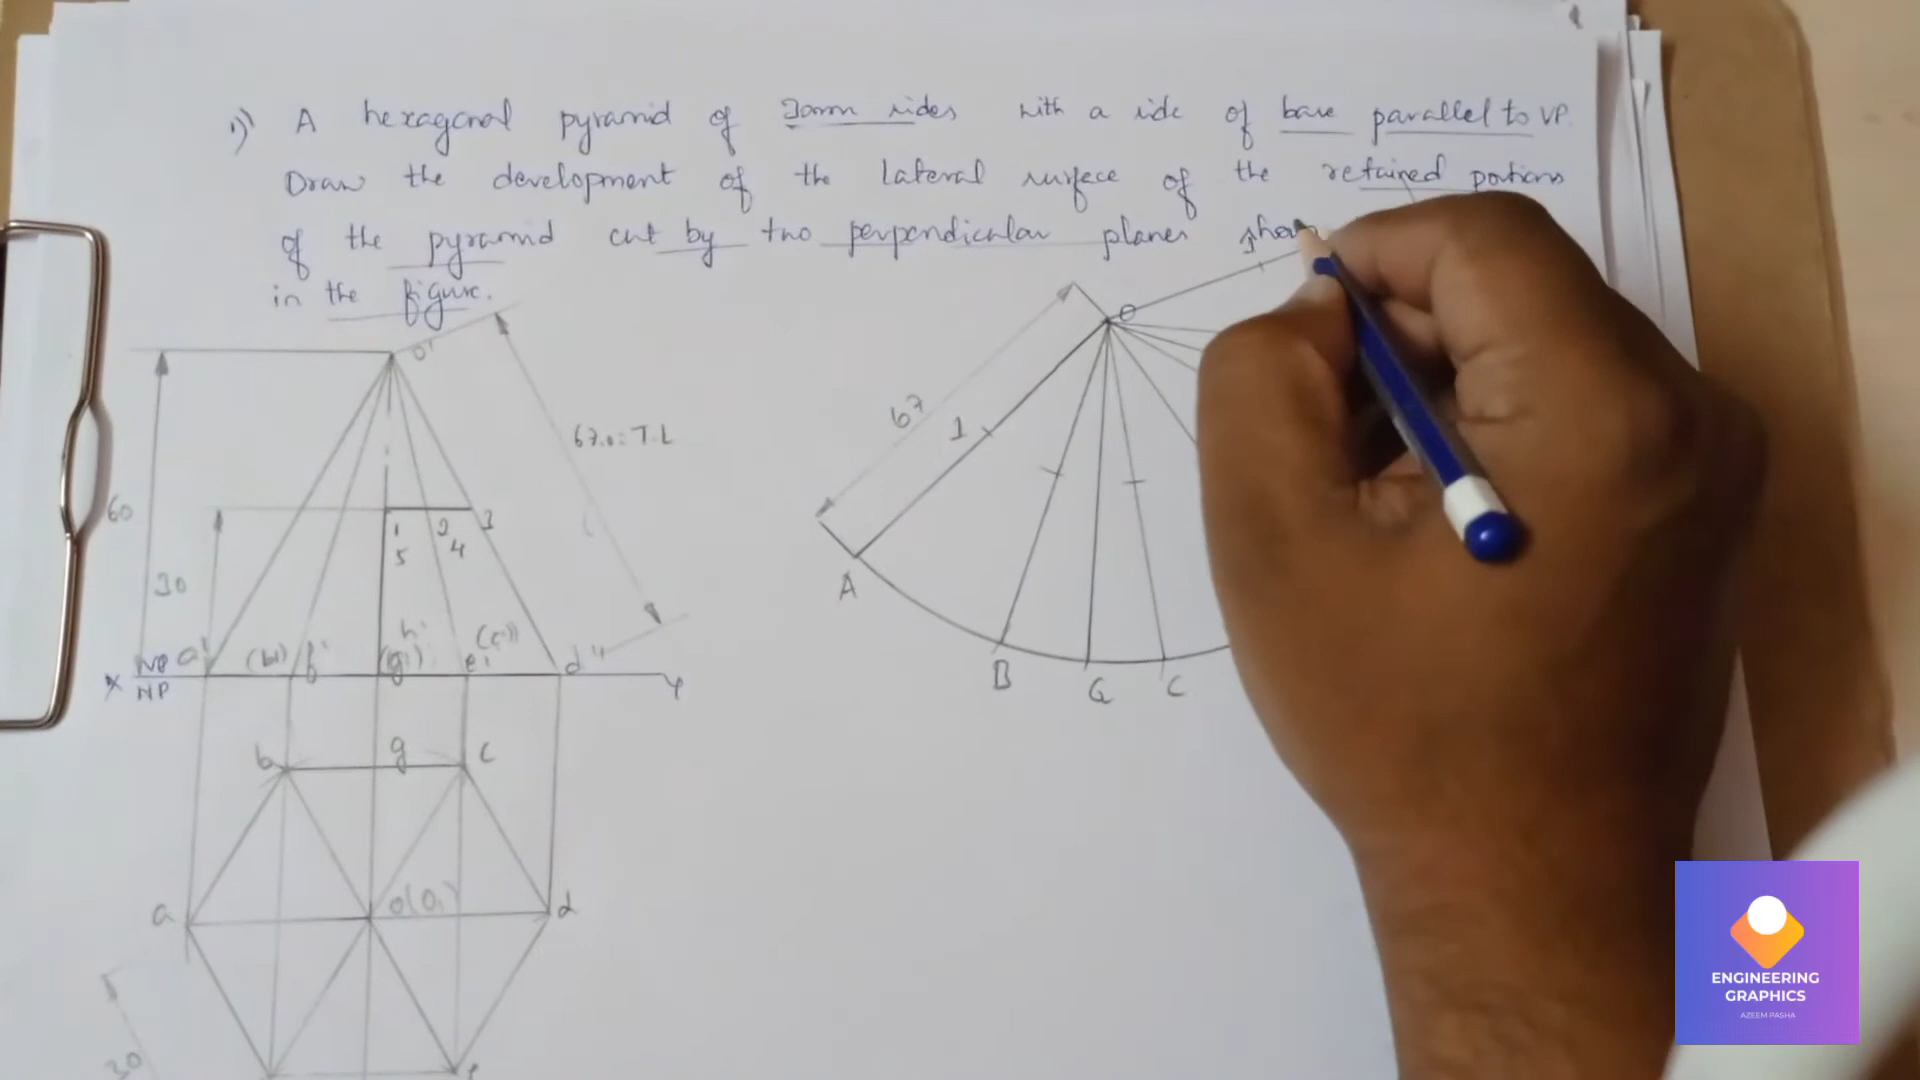 1) A hexagonal pyramid of 30mm sides with a side of base parallel to VP.
Draw the development of the lateral surface of the retained portions
of the pyramid cut by two perpendicular planes
in the figure.
O'
O
67
1
67.0 = T.L
60
1 2 3
5 4
30
A
h'
(c')
VP a' (b') f' (g') e' d'
X HP Y
B G C
b g c
a o(O1) d
30
ENGINEERING
GRAPHICS
AZEEM PASHA